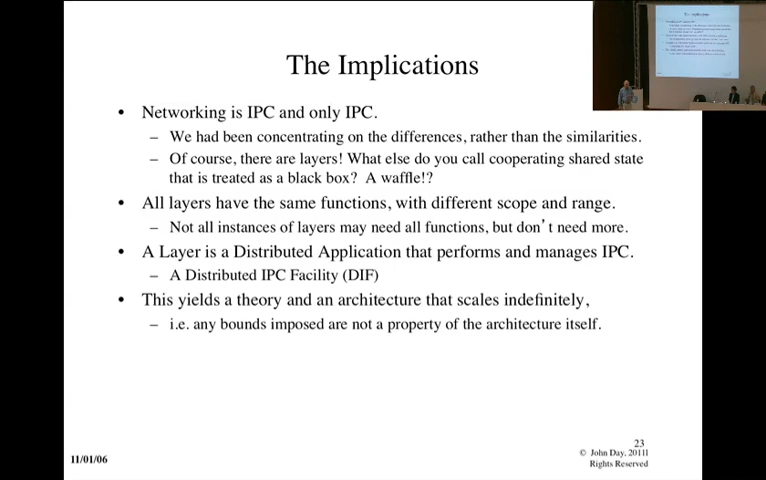 The Implications
• Networking is IPC and only IPC.
– We had been concentrating on the differences, rather than the similarities.
– Of course, there are layers! What else do you call cooperating shared state
that is treated as a black box? A waffle!?
• All layers have the same functions, with different scope and range.
– Not all instances of layers may need all functions, but don't need more.
• A Layer is a Distributed Application that performs and manages IPC.
– A Distributed IPC Facility (DIF)
• This yields a theory and an architecture that scales indefinitely,
– i.e. any bounds imposed are not a property of the architecture itself.
11/01/06
23
© John Day, 2011l
Rights Reserved
The Implications